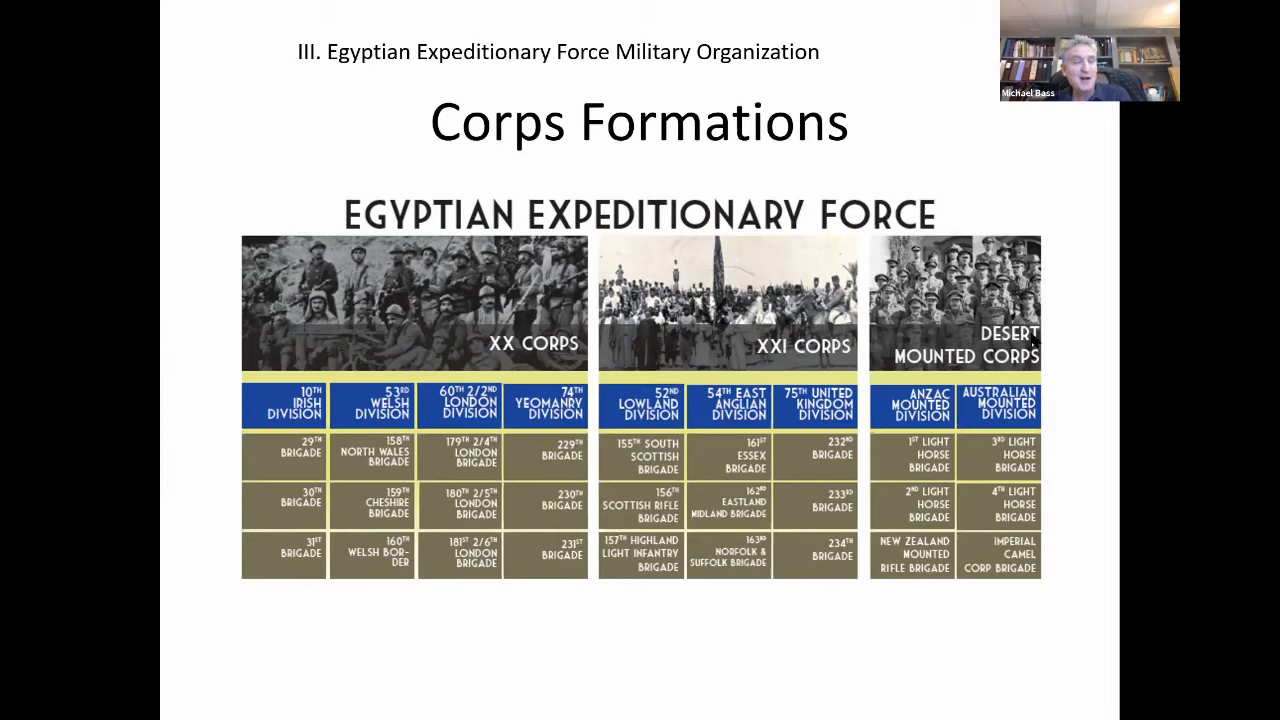 III. Egyptian Expeditionary Force Military Organization
Michael Bass
Corps Formations
EGYPTIAN EXPEDITIONARY FORCE
XX CORPS
XXI CORPS
DESERT
MOUNTED CORPS
10TH
IRISH
DIVISION
53RD
WELSH
DIVISION
60TH 2/2ND
LONDON
DIVISION
74TH
YEOMANRY
DIVISION
52ND
LOWLAND
DIVISION
54TH EAST
ANGLIAN
DIVISION
75TH UNITED
KINGDOM
DIVISION
ANZAC
MOUNTED
DIVISION
AUSTRALIAN
MOUNTED
DIVISION
29TH
BRIGADE
158TH
NORTH WALES
BRIGADE
179TH 2/4TH
LONDON
BRIGADE
229TH
BRIGADE
155TH SOUTH
SCOTTISH
BRIGADE
161ST
ESSEX
BRIGADE
232ND
BRIGADE
1ST LIGHT
HORSE
BRIGADE
3RD LIGHT
HORSE
BRIGADE
30TH
BRIGADE
159TH
CHESHIRE
BRIGADE
180TH 2/5TH
LONDON
BRIGADE
230TH
BRIGADE
156TH
SCOTTISH RIFLE
BRIGADE
162RD
EASTLAND
MIDLAND BRIGADE
233RD
BRIGADE
2ND LIGHT
HORSE
BRIGADE
4TH LIGHT
HORSE
BRIGADE
31ST
BRIGADE
160TH
WELSH BOR-
DER
181ST 2/6TH
LONDON
BRIGADE
231ST
BRIGADE
157TH HIGHLAND
LIGHT INFANTRY
BRIGADE
163RD
NORFOLK &
SUFFOLK BRIGADE
234TH
BRIGADE
NEW ZEALAND
MOUNTED
RIFLE BRIGADE
IMPERIAL
CAMEL
CORP BRIGADE